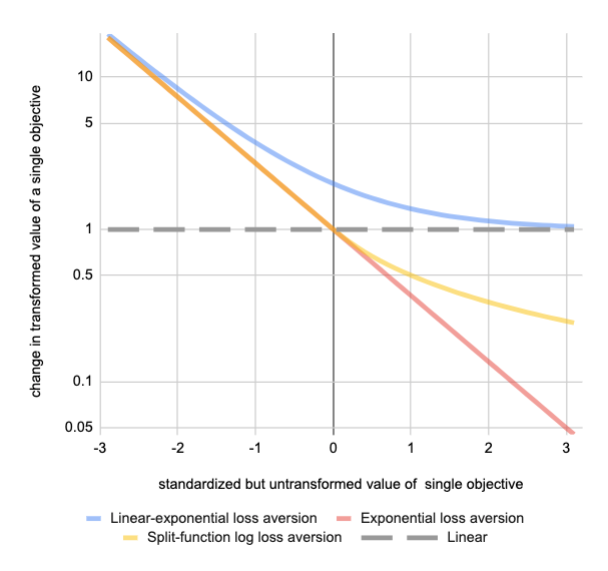 change in transformed value of a single objective
10
5
1
0.5
0.1
0.05
-3 -2 -1 0 1 2 3
standardized but untransformed value of  single objective
Linear-exponential loss aversion Exponential loss aversion
Split-function log loss aversion Linear